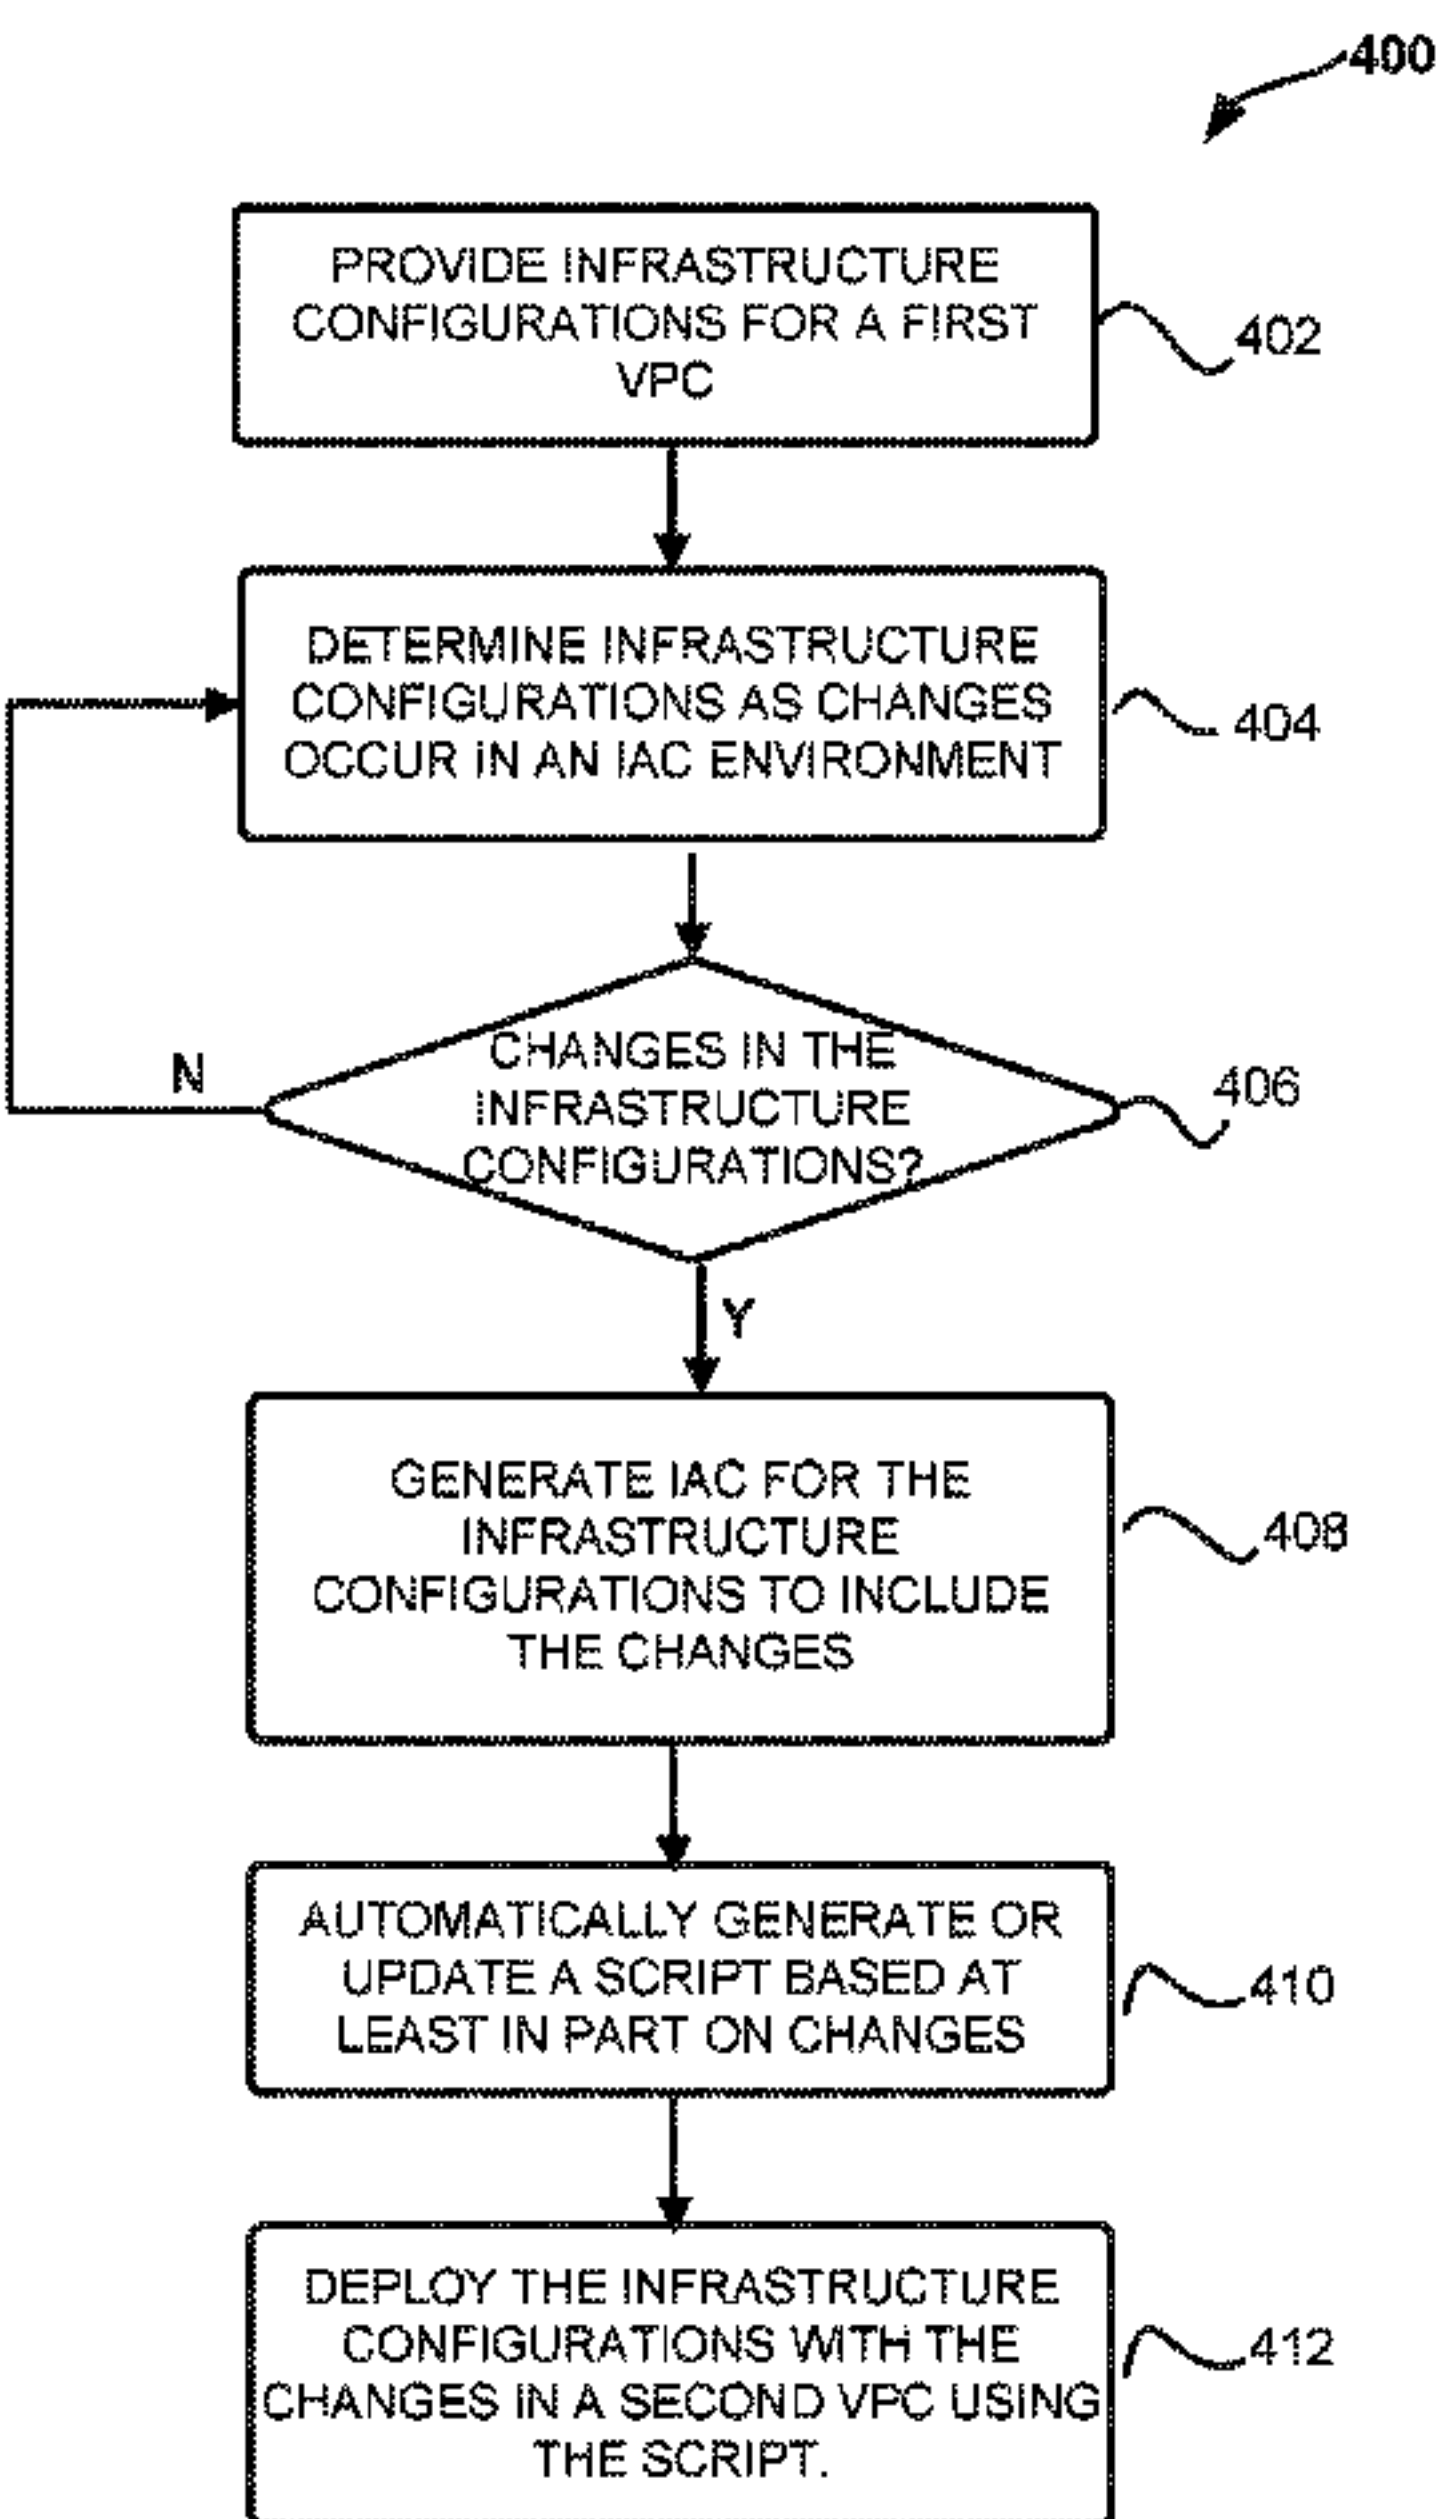 400
PROVIDE INFRASTRUCTURE
CONFIGURATIONS FOR A FIRST
VPC
402
DETERMINE INFRASTRUCTURE
CONFIGURATIONS AS CHANGES
OCCUR IN AN IAC ENVIRONMENT
404
CHANGES IN THE
INFRASTRUCTURE
CONFIGURATIONS?
406
N
Y
GENERATE IAC FOR THE
INFRASTRUCTURE
CONFIGURATIONS TO INCLUDE
THE CHANGES
408
AUTOMATICALLY GENERATE OR
UPDATE A SCRIPT BASED AT
LEAST IN PART ON CHANGES
410
DEPLOY THE INFRASTRUCTURE
CONFIGURATIONS WITH THE
CHANGES IN A SECOND VPC USING
THE SCRIPT.
412